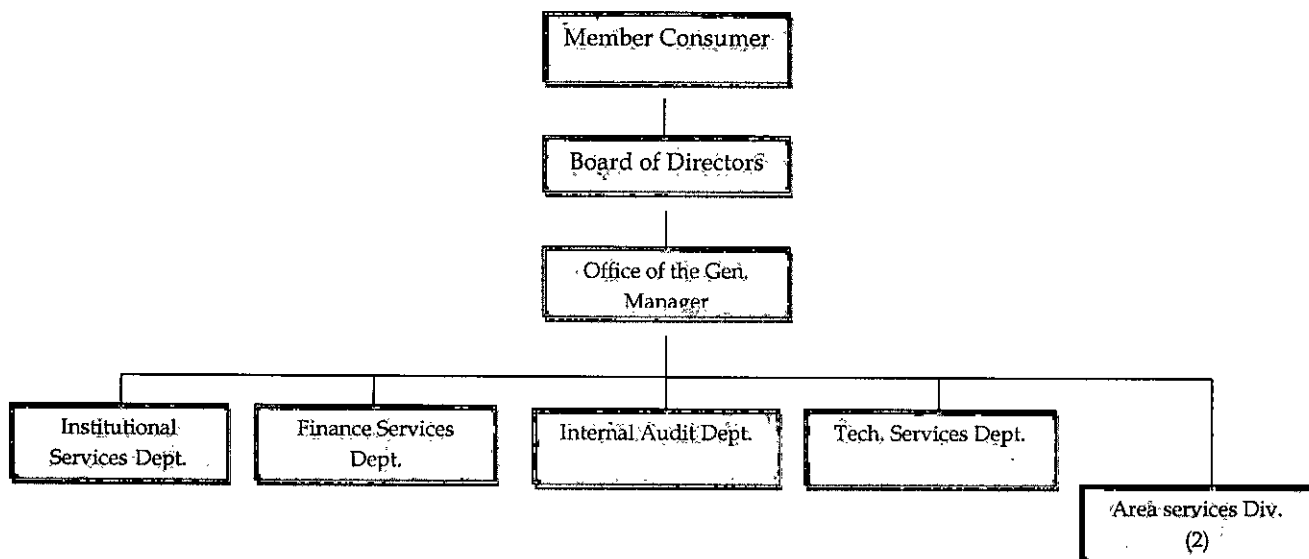 Member Consumer
Board of Directors
Office of the Gen.
Manager
Institutional
Services Dept.
Finance Services
Dept.
Internal Audit Dept.
Tech. Services Dept.
Area services Div.
(2)